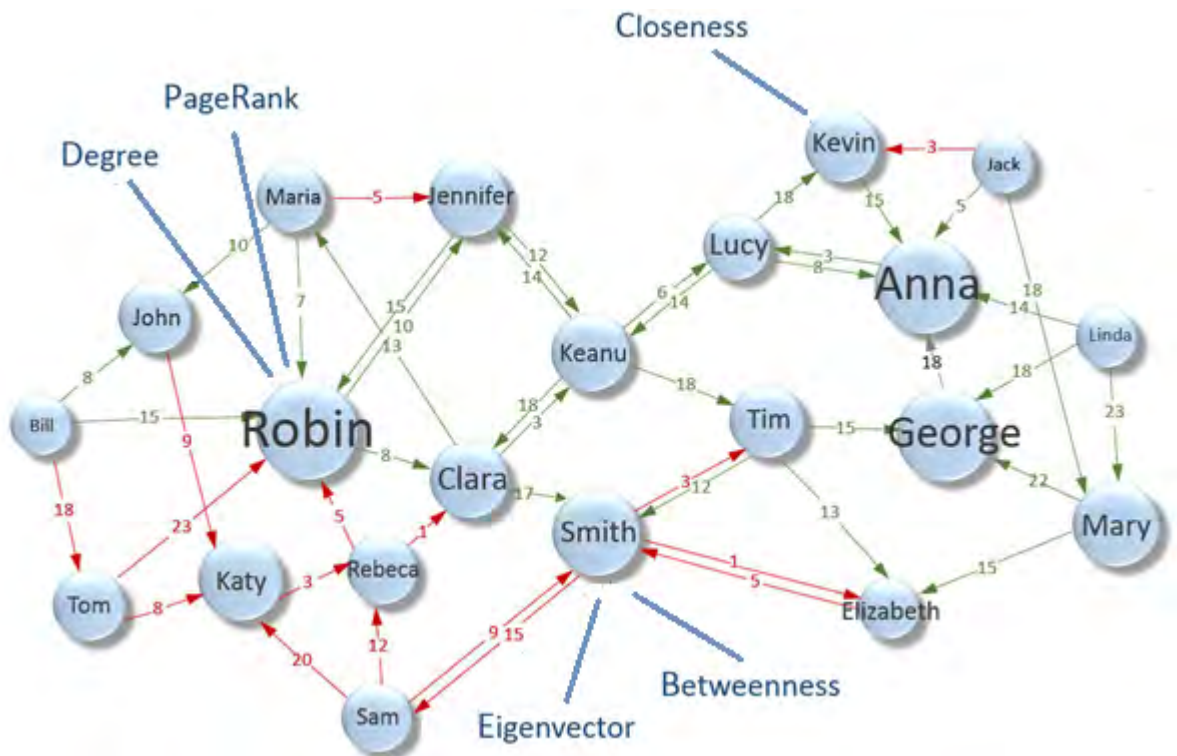 Closeness
PageRank
Degree
Kevin
3
Jack
Maria
5
Jennifer
18
15
5
10
12
Lucy
3
8
Anna
7
15
14
6
14
18
John
10
14
Linda
13
Keanu
8
18
18
18
18
23
Bill
15
Robin
3
Tim
15
George
9
8
Clara
17
3
12
22
18
23
5
1
Smith
13
Mary
Katy
3
Rebeca
1
5
15
Tom
8
Elizabeth
12
9
15
20
Sam
Betweenness
Eigenvector